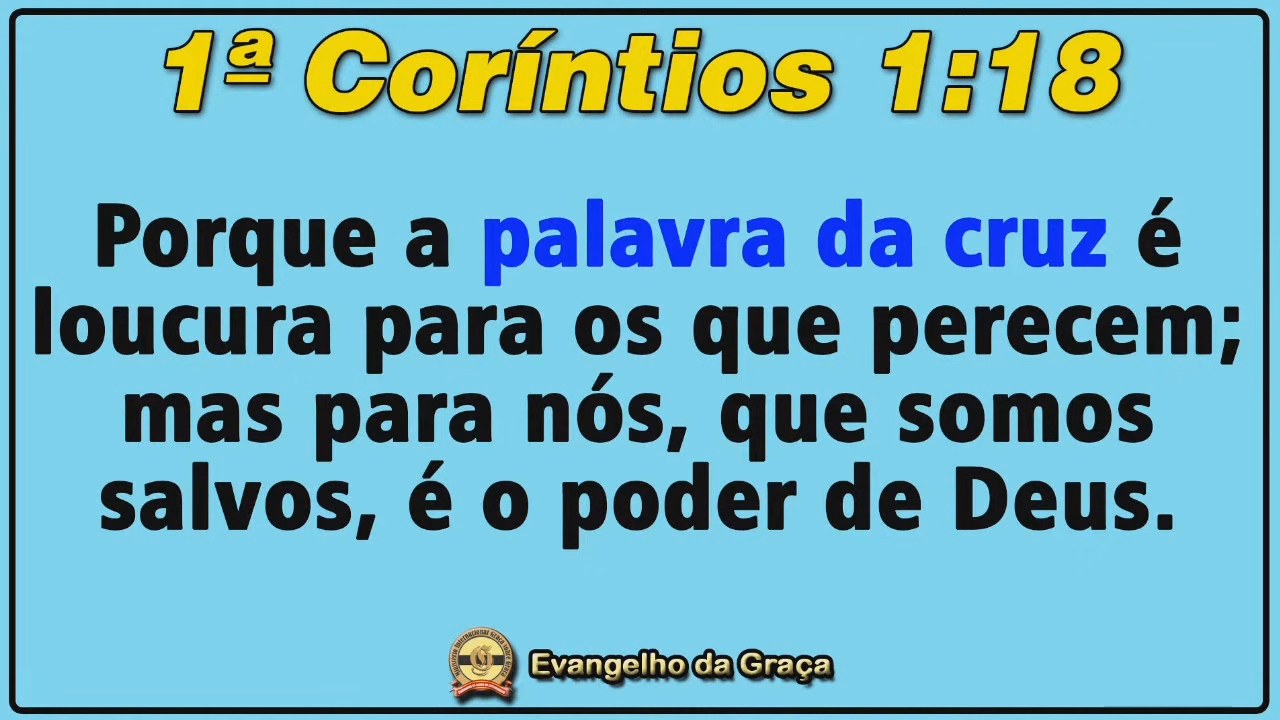 1ª Coríntios 1:18
Porque a palavra da cruz é
loucura para os que perecem;
mas para nós, que somos
salvos, é o poder de Deus.
Evangelho da Graça